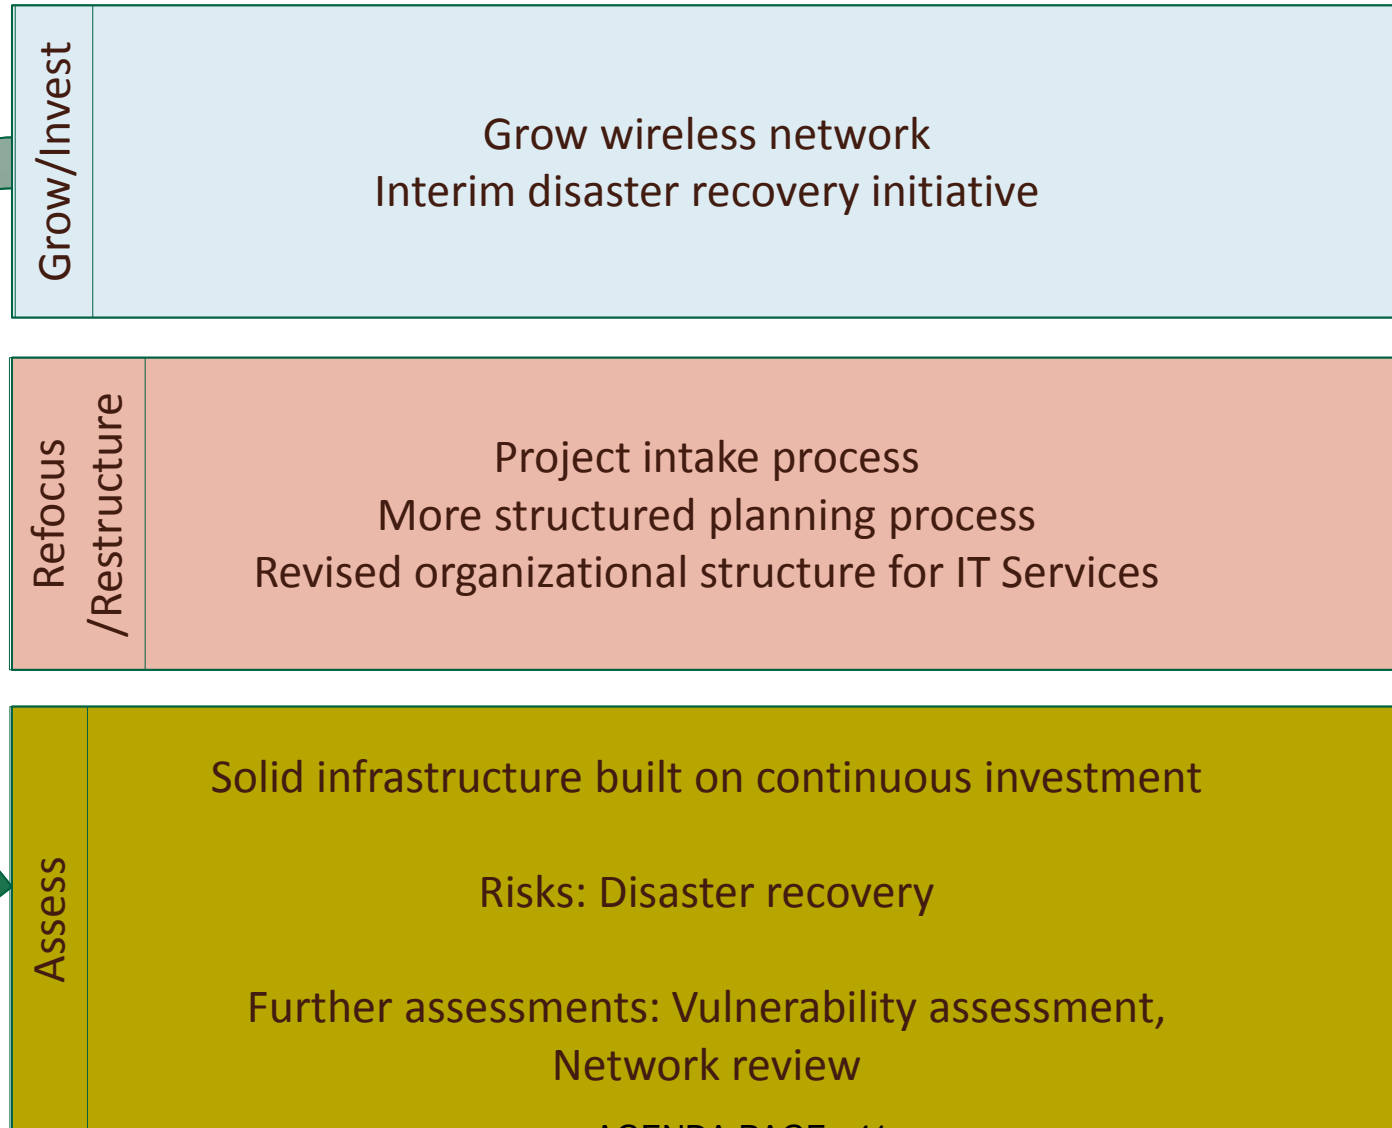 Grow/Invest
Grow wireless network
Interim disaster recovery initiative
Refocus
/Restructure
Project intake process
More structured planning process
Revised organizational structure for IT Services
Assess
Solid infrastructure built on continuous investment
Risks: Disaster recovery
Further assessments: Vulnerability assessment,
Network review
AGENDA PAGE